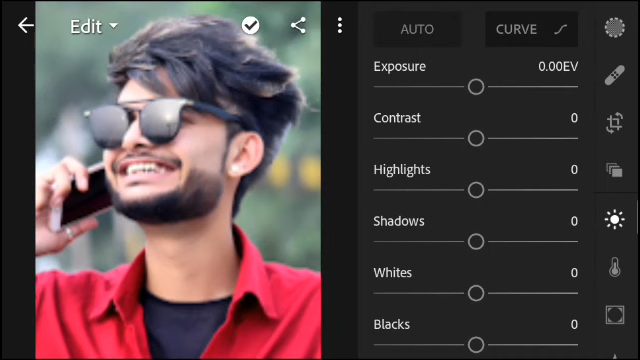 Edit
AUTO
CURVE
Exposure 0.00EV
Contrast 0
Highlights 0
Shadows 0
Whites 0
Blacks 0